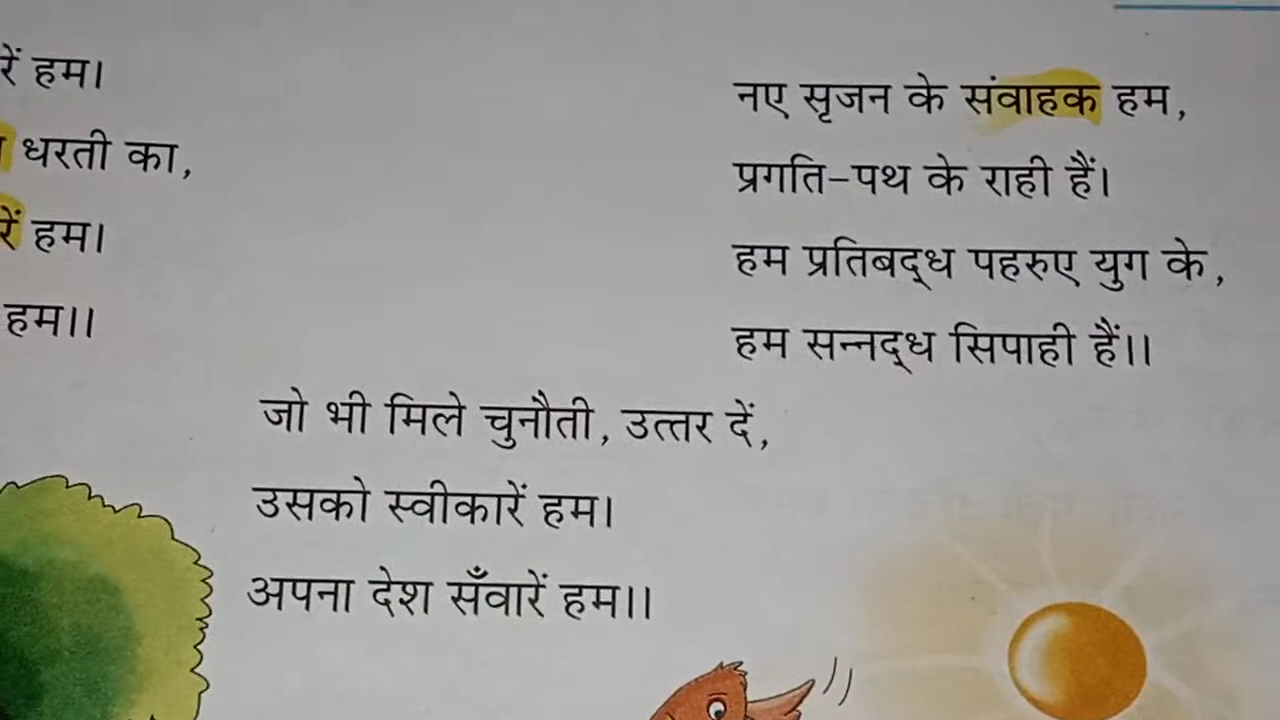 रें हम।
धरती का,
रें हम।
हम।।
नए सृजन के संवाहक हम,
प्रगति-पथ के राही हैं।
हम प्रतिबद्ध पहरुए युग के,
हम सन्नद्ध सिपाही हैं।।
जो भी मिले चुनौती, उत्तर दें,
उसको स्वीकारें हम।
अपना देश सँवारें हम।।